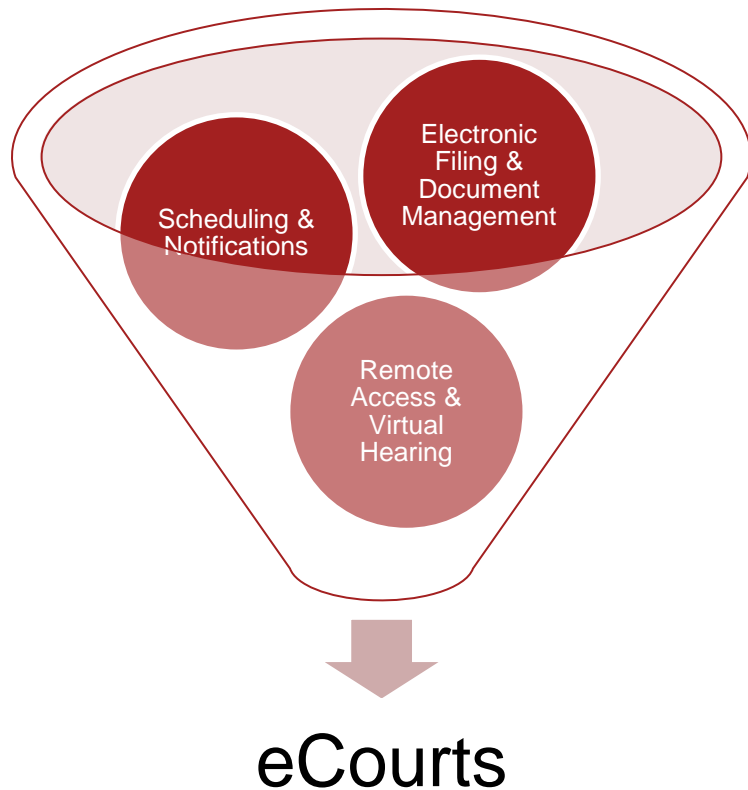 Electronic
Filing &
Document
Management
Scheduling &
Notifications
Remote
Access &
Virtual
Hearing
eCourts